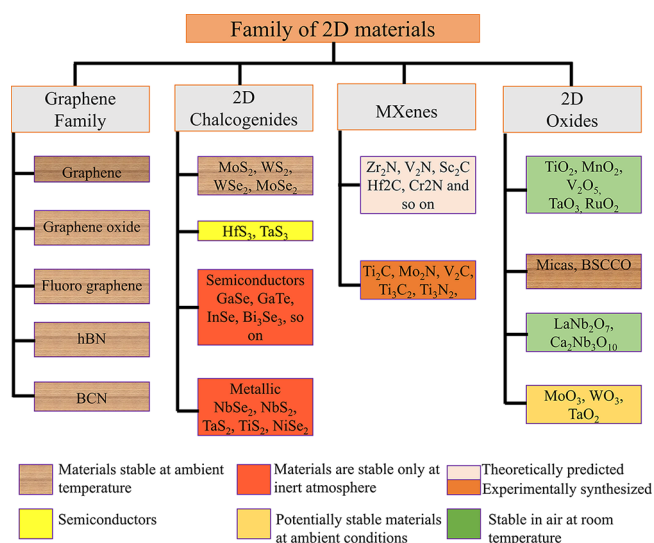 Family of 2D materials
Graphene
Family
2D
Chalcogenides
MXenes
2D
Oxides
Graphene
Graphene oxide
Fluoro graphene
hBN
BCN
MoS₂, WS₂,
WSe₂, MoSe₂
HfS₃, TaS₃
Semiconductors
GaSe, GaTe,
InSe, Bi₃Se₃, so
on
Metallic
NbSe₂, NbS₂,
TaS₂, TiS₂, NiSe₂
Zr₂N, V₂N, Sc₂C
Hf2C, Cr2N and
so on
Ti₂C, Mo₂N, V₂C,
Ti₃C₂, Ti₃N₂,
TiO₂, MnO₂,
V₂O₅,
TaO₃, RuO₂
Micas, BSCCO
LaNb₂O₇,
Ca₂Nb₃O₁₀
MoO₃, WO₃,
TaO₂
Materials stable at ambient
temperature
Materials are stable only at
inert atmosphere
Theoretically predicted
Experimentally synthesized
Semiconductors
Potentially stable materials
at ambient conditions
Stable in air at room
temperature